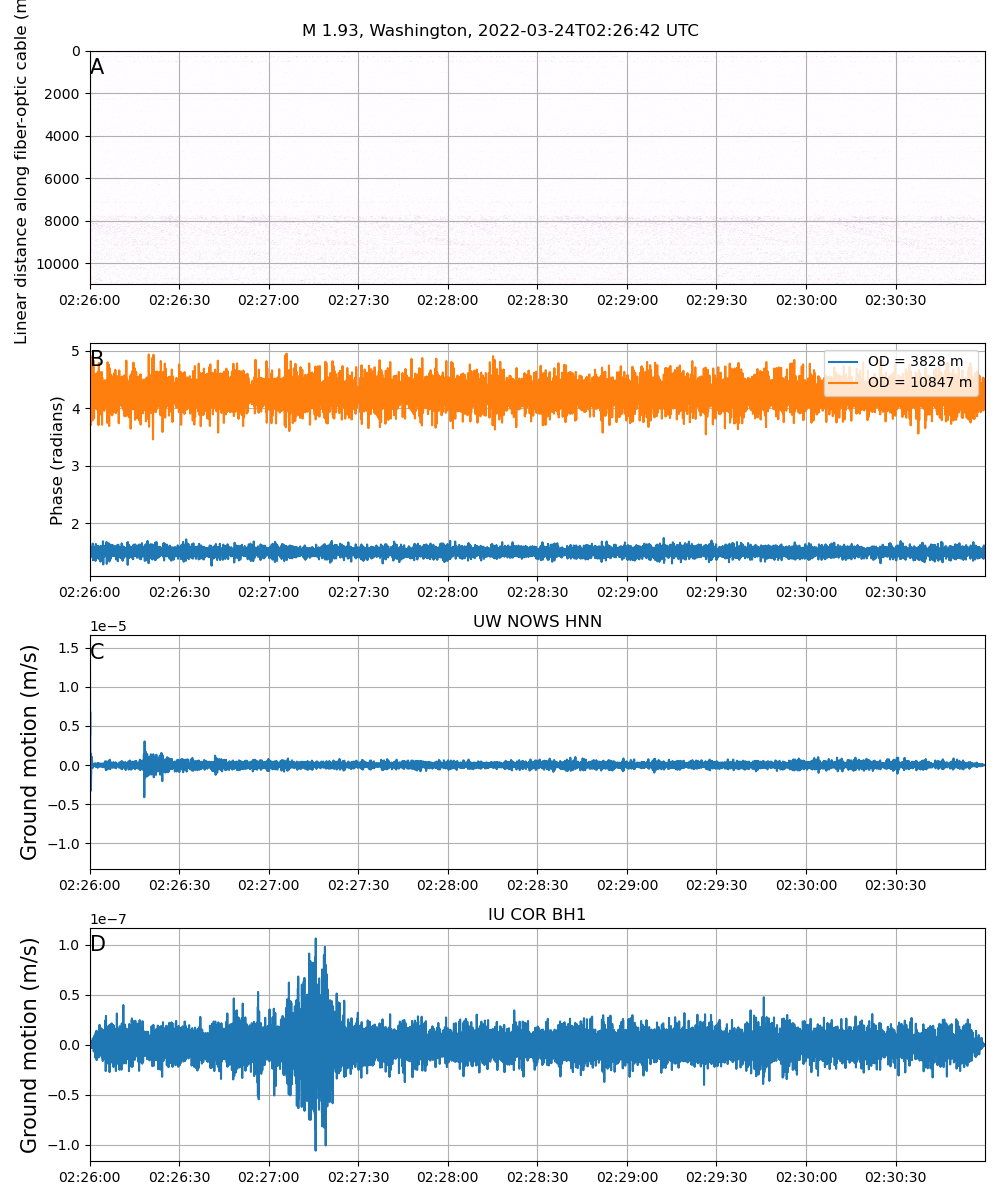 M 1.93, Washington, 2022-03-24T02:26:42 UTC
Linear distance along fiber-optic cable (m
A
0
2000
4000
6000
8000
10000
02:26:00 02:26:30 02:27:00 02:27:30 02:28:00 02:28:30 02:29:00 02:29:30 02:30:00 02:30:30
Phase (radians)
B
5
4
3
2
OD = 3828 m
OD = 10847 m
02:26:00 02:26:30 02:27:00 02:27:30 02:28:00 02:28:30 02:29:00 02:29:30 02:30:00 02:30:30
UW NOWS HNN
1e−5
Ground motion (m/s)
C
1.5
1.0
0.5
0.0
−0.5
−1.0
02:26:00 02:26:30 02:27:00 02:27:30 02:28:00 02:28:30 02:29:00 02:29:30 02:30:00 02:30:30
IU COR BH1
1e−7
Ground motion (m/s)
D
1.0
0.5
0.0
−0.5
−1.0
02:26:00 02:26:30 02:27:00 02:27:30 02:28:00 02:28:30 02:29:00 02:29:30 02:30:00 02:30:30